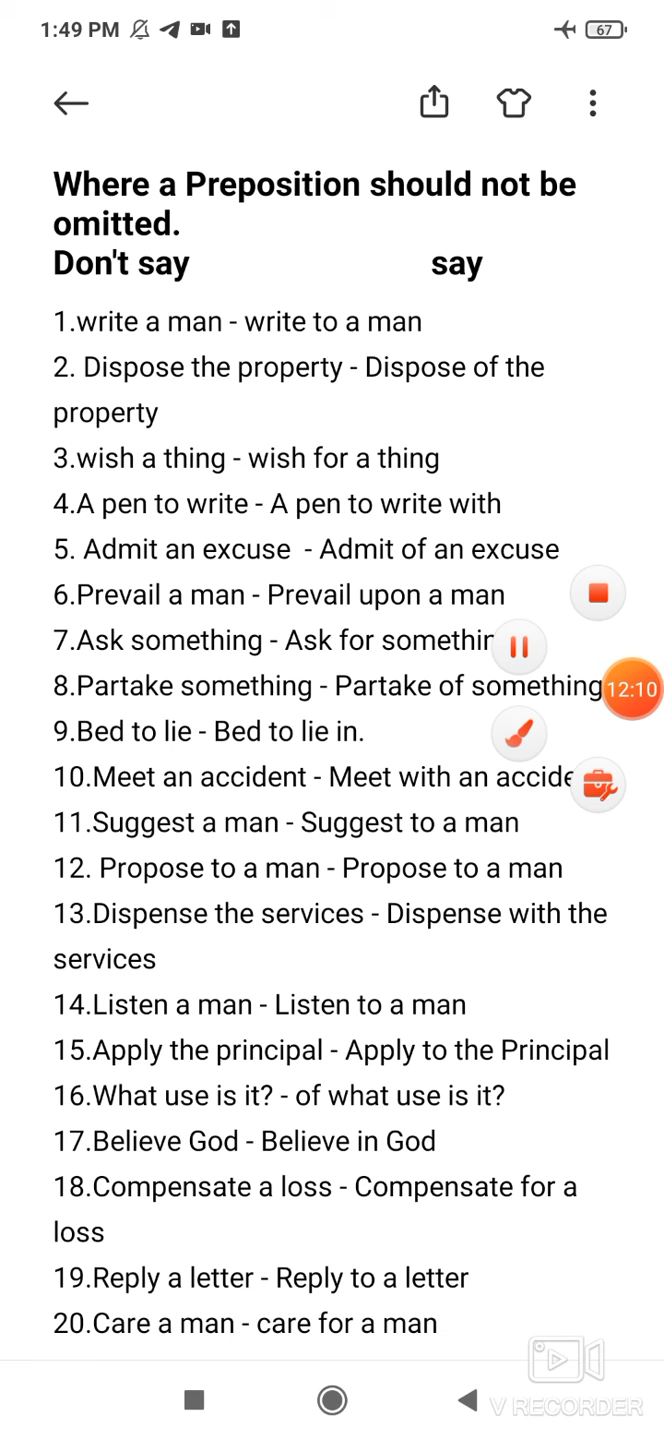 1:49 PM
67
Where a Preposition should not be
omitted.
Don't say say
1.write a man - write to a man
2. Dispose the property - Dispose of the
property
3.wish a thing - wish for a thing
4.A pen to write - A pen to write with
5. Admit an excuse - Admit of an excuse
6.Prevail a man - Prevail upon a man
7.Ask something - Ask for somethin
8.Partake something - Partake of something
12:10
9.Bed to lie - Bed to lie in.
10.Meet an accident - Meet with an accide
11.Suggest a man - Suggest to a man
12. Propose to a man - Propose to a man
13.Dispense the services - Dispense with the
services
14.Listen a man - Listen to a man
15.Apply the principal - Apply to the Principal
16.What use is it? - of what use is it?
17.Believe God - Believe in God
18.Compensate a loss - Compensate for a
loss
19.Reply a letter - Reply to a letter
20.Care a man - care for a man
V RECORDER